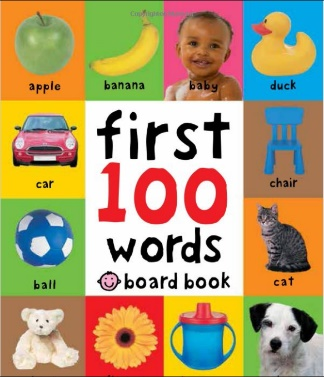 apple
banana
baby
duck
first
100
words
board book
car
chair
ball
cat